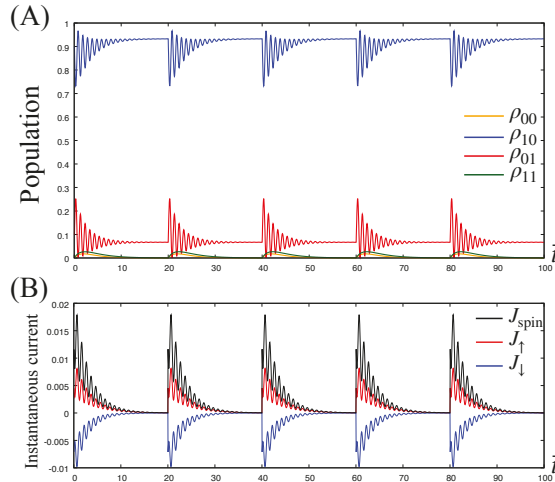 (A)
Population
1
0.9
0.8
0.7
0.6
0.5
0.4
0.3
0.2
0.1
0
ρ00
ρ10
ρ01
ρ11
0 10 20 30 40 50 60 70 80 90 100
(B)
Instantaneous current
0.02
0.015
0.01
0.005
0
-0.005
-0.01
Jspin
J↑
J↓
0 10 20 30 40 50 60 70 80 90 100